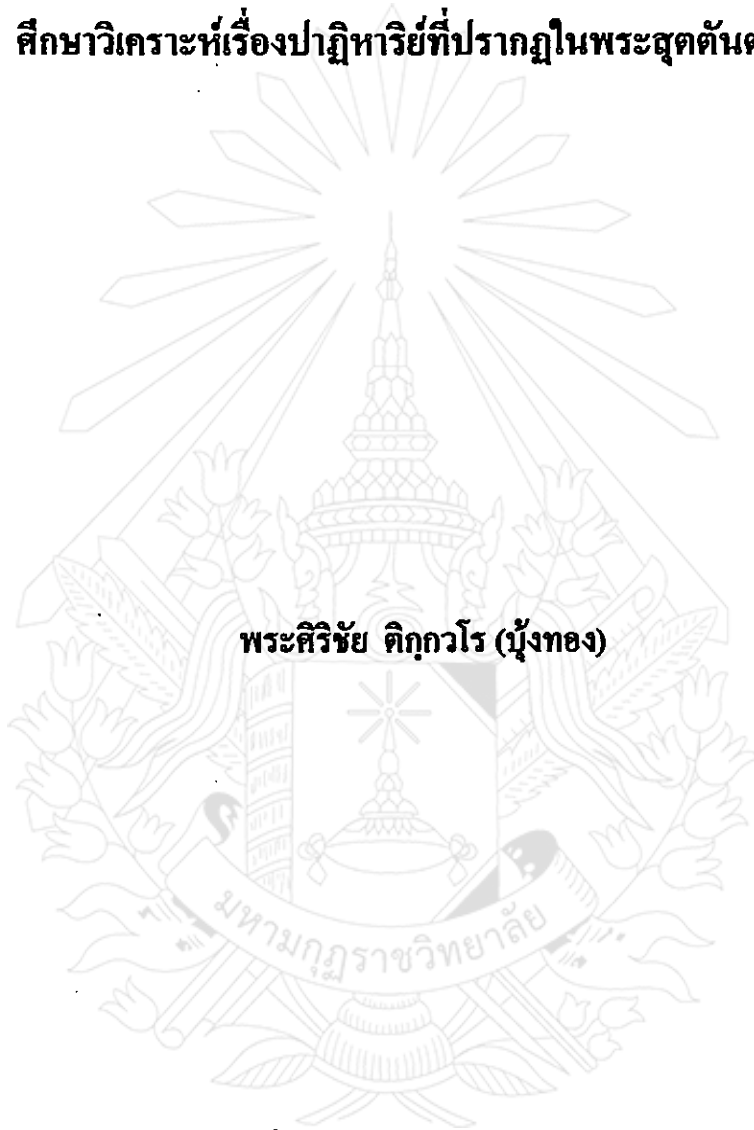 ศึกษาวิเคราะห์เรื่องปาฏิหาริย์ที่ปรากฏในพระสุตตันต
พระศิริชัย ติกฺกวโร (บุ้งทอง)
มหามกุฏราชวิทยาลัย